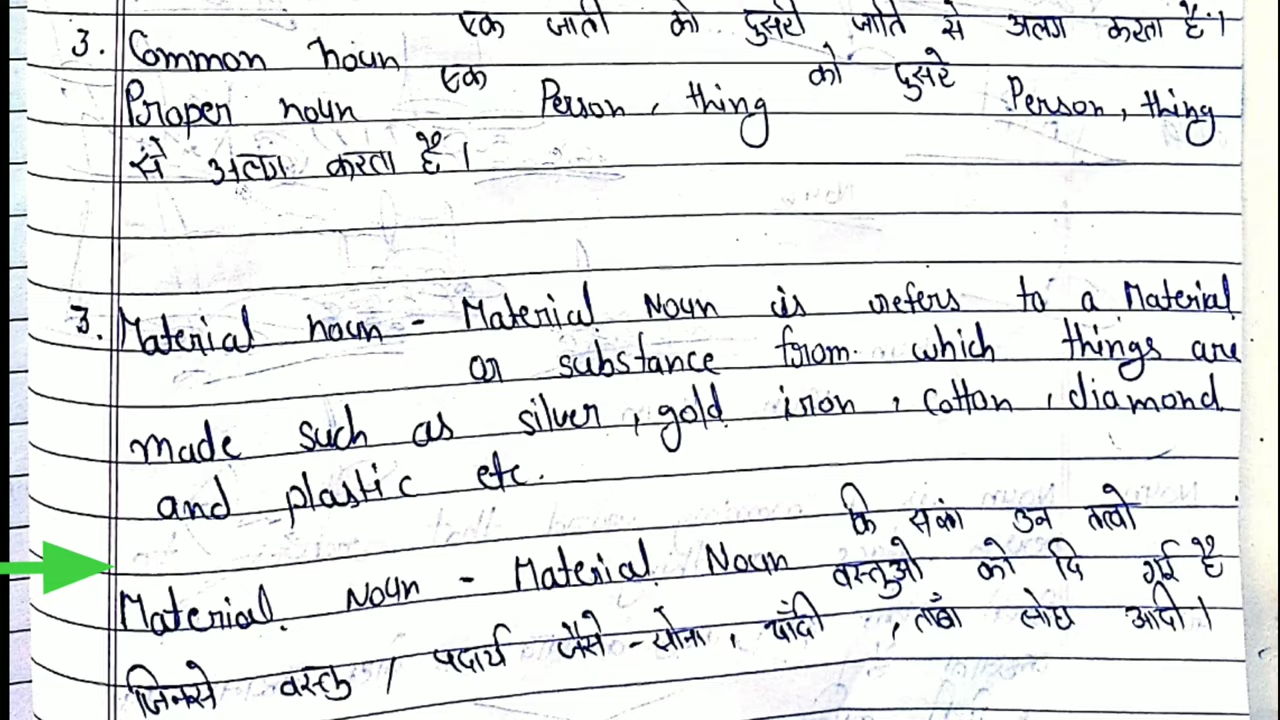 3. Common noun एक जाती को दुसरी जाति से अलग करता है।
Proper noun एक Person, thing को दुसरे Person, thing
से अलग करता है।
3. Material noun - Material Noun is refers to a Material
or substance from which things are
made such as silver, gold iron, cotton, diamond
and plastic etc.
Material Noun - Material Noun कि उन तत्वो
वस्तुओ को दि गई है
जिनसे वस्तु / पदार्थ जैसे - सोना, चाँदी, ताँबा लोहा आदी।